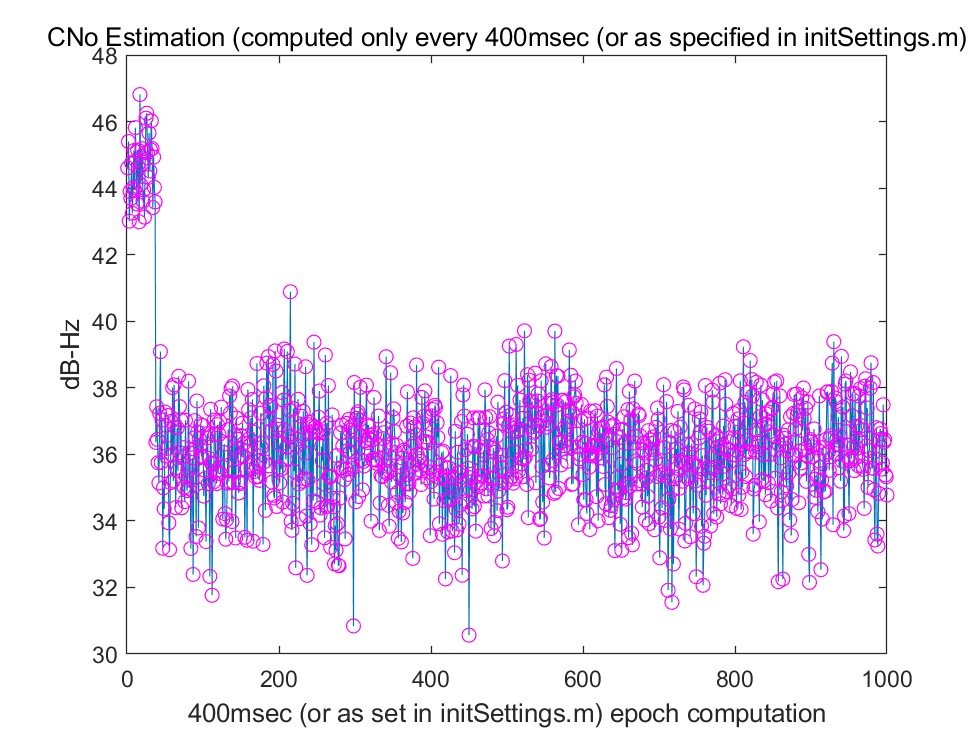 CNo Estimation (computed only every 400msec (or as specified in initSettings.m)
48
46
44
42
40
38
36
34
32
30
dB-Hz
0 200 400 600 800 1000
400msec (or as set in initSettings.m) epoch computation